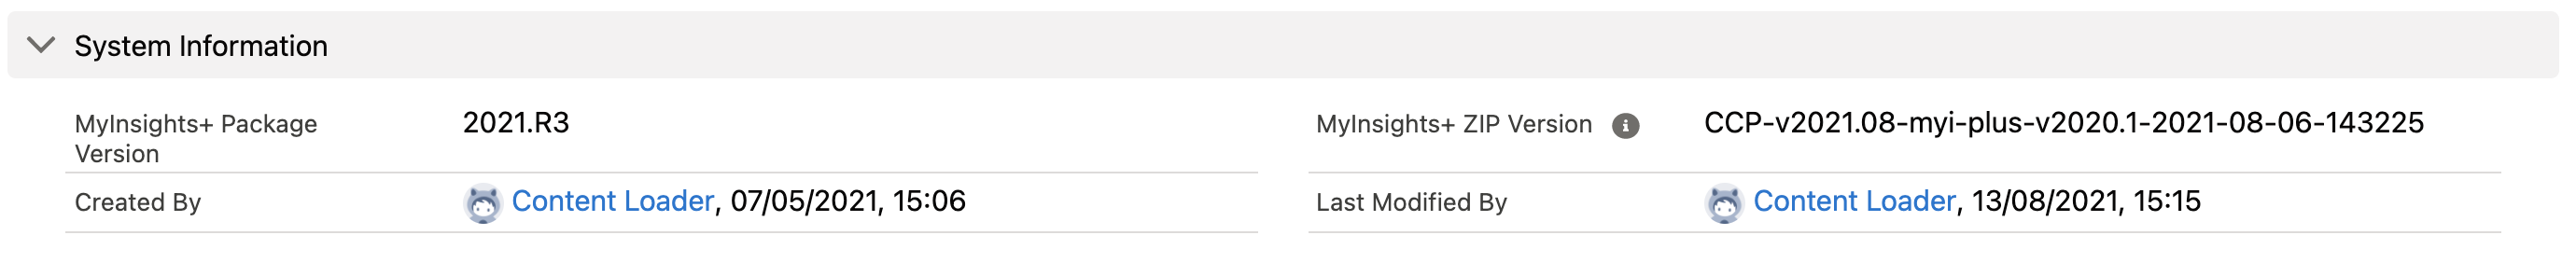 System Information
MyInsights+ Package
Version
2021.R3
MyInsights+ ZIP Version
CCP-v2021.08-myi-plus-v2020.1-2021-08-06-143225
Created By
Content Loader, 07/05/2021, 15:06
Last Modified By
Content Loader, 13/08/2021, 15:15